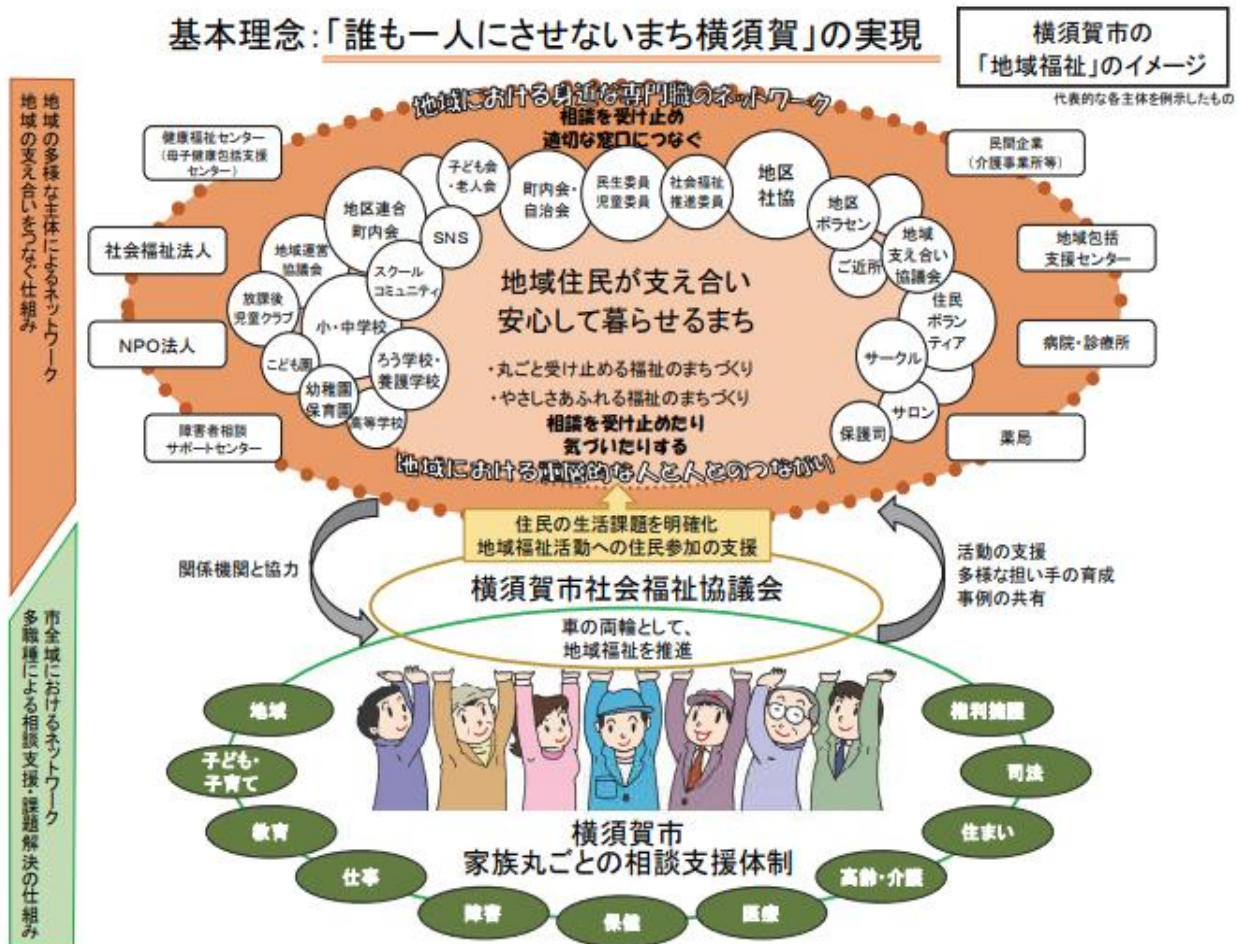 基本理念:「誰も一人にさせないまち横須賀」の実現
横須賀市の
「地域福祉」のイメージ
代表的な各主体を例示したもの
地域の多様な主体によるネットワーク
地域の支え合いをつなぐ仕組み
地域における身近な専門職のネットワーク
相談を受け止め
適切な窓口につなぐ
健康福祉センター
(母子健康包括支援
センター)
社会福祉法人
NPO法人
障害者相談
サポートセンター
民間企業
(介護事業所等)
地域包括
支援センター
病院・診療所
薬局
子ども会
・老人会
町内会・
自治会
民生委員
児童委員
社会福祉
推進委員
地区
社協
地区
ボラセン
地区連合
町内会
SNS
地域運営
協議会
スクール
コミュニティ
放課後
児童クラブ
小・中学校
こども園
ろう学校・
養護学校
幼稚園
保育園
高等学校
ご近所
地域
支え合い
協議会
住民
ボラン
ティア
サークル
サロン
保護司
地域住民が支え合い
安心して暮らせるまち
・丸ごと受け止める福祉のまちづくり
・やさしさあふれる福祉のまちづくり
相談を受け止めたり
気づいたりする
地域における重層的な人と人とのつながり
住民の生活課題を明確化
地域福祉活動への住民参加の支援
関係機関と協力
活動の支援
多様な担い手の育成
事例の共有
横須賀市社会福祉協議会
車の両輪として、
地域福祉を推進
市全域におけるネットワーク
多職種による相談支援・課題解決の仕組み
地域
子ども・
子育て
教育
仕事
障害
保健
医療
高齢・介護
住まい
司法
権利擁護
横須賀市
家族丸ごとの相談支援体制